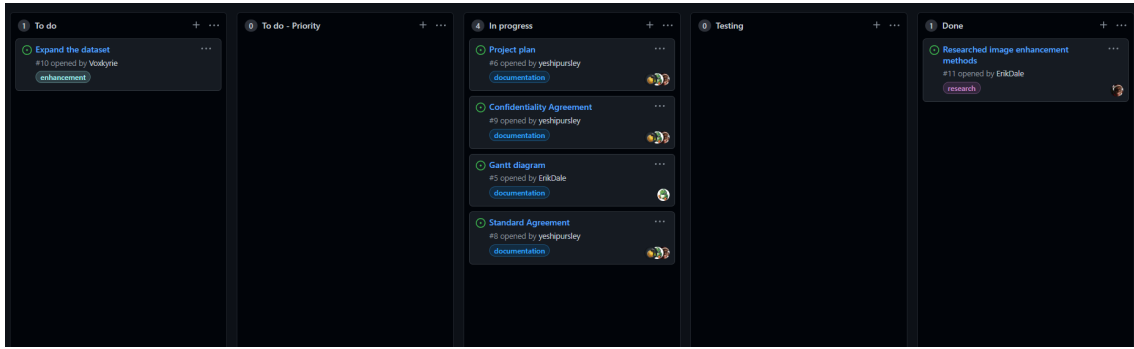 1 To do
Expand the dataset
#10 opened by Voxkyrie
enhancement
0 To do - Priority
4 In progress
Project plan
#6 opened by yeshipursley
documentation
Confidentiality Agreement
#9 opened by yeshipursley
documentation
Gantt diagram
#5 opened by ErikDale
documentation
Standard Agreement
#8 opened by yeshipursley
documentation
0 Testing
1 Done
Researched image enhancement
methods
#11 opened by ErikDale
research